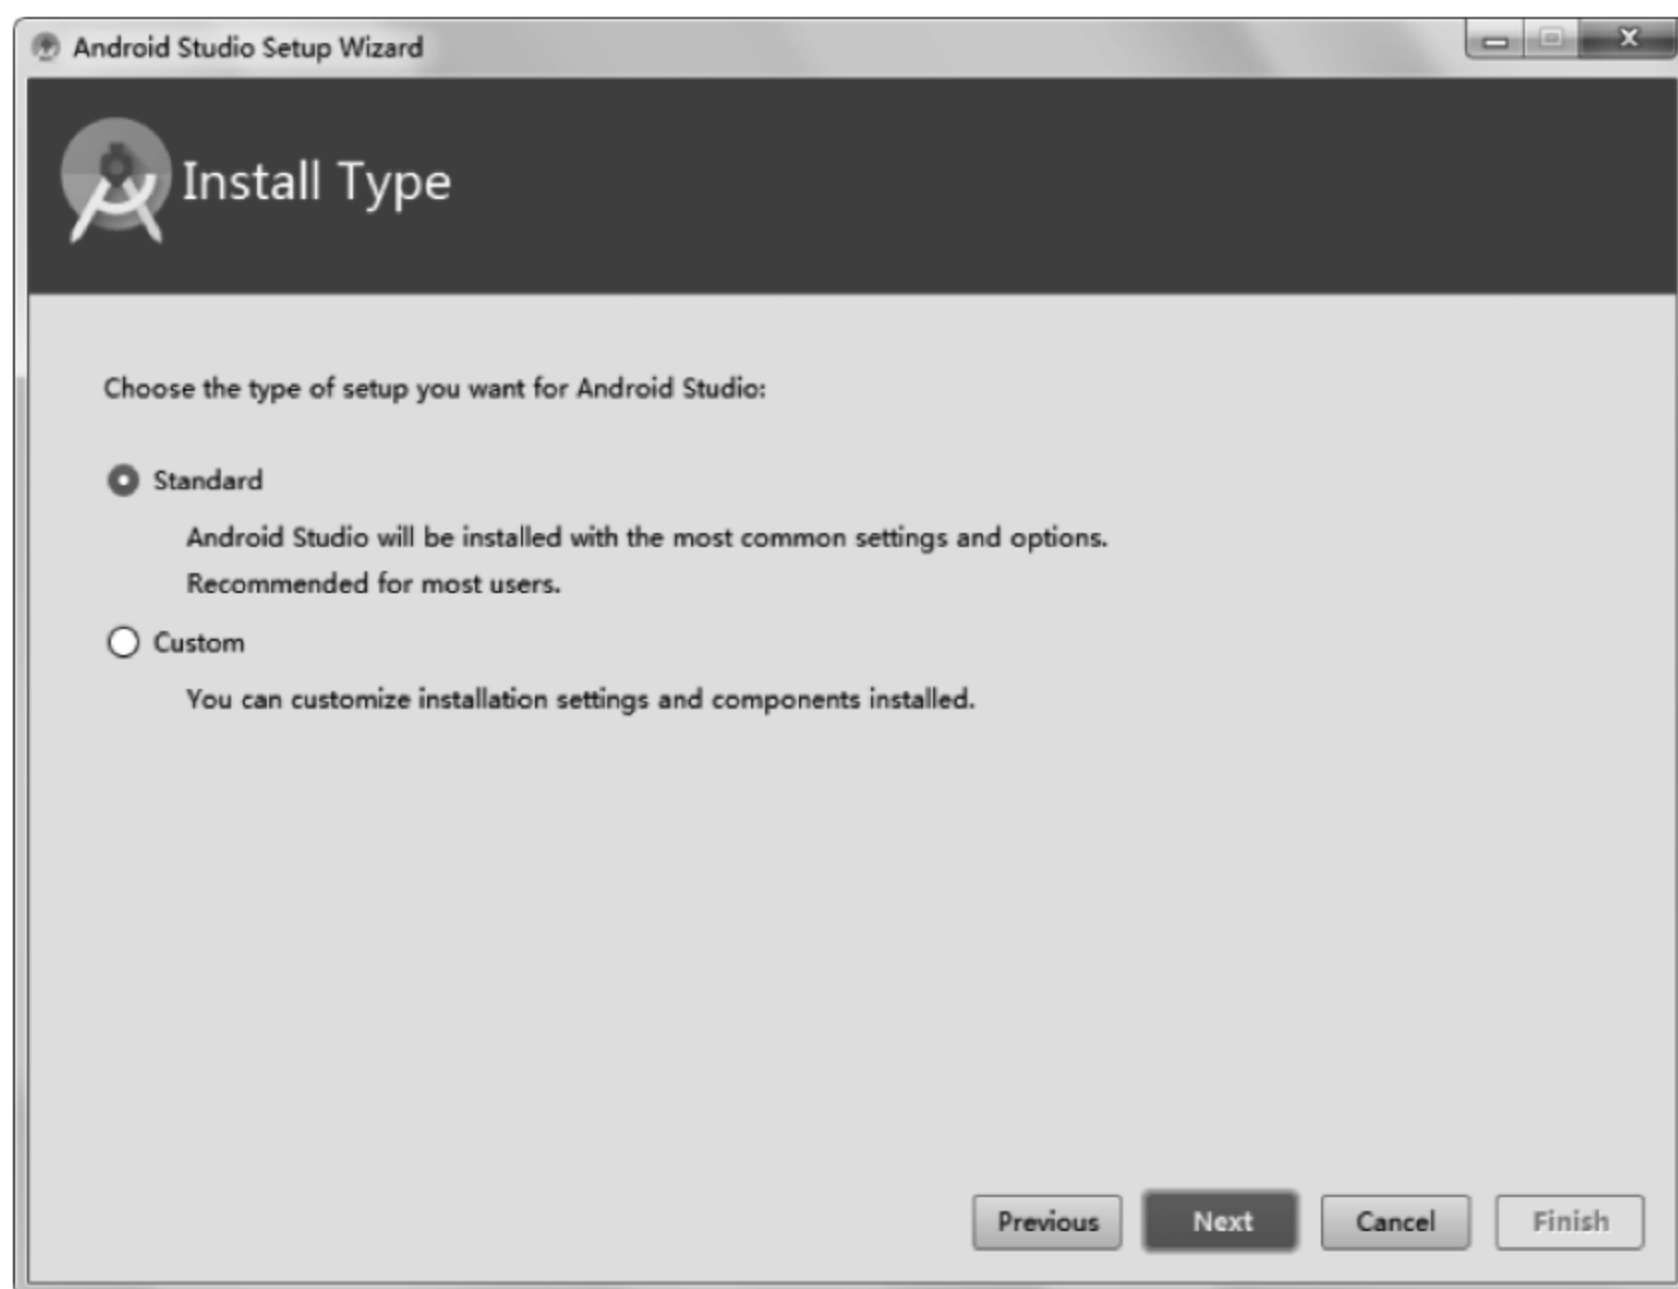 Android Studio Setup Wizard
Install Type
Choose the type of setup you want for Android Studio:
Standard
Android Studio will be installed with the most common settings and options.
Recommended for most users.
Custom
You can customize installation settings and components installed.
Previous Next Cancel Finish